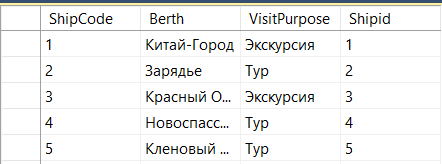 ShipCode Berth VisitPurpose Shipid
1 Китай-Город Экскурсия 1
2 Зарядье Тур 2
3 Красный О... Экскурсия 3
4 Новоспасс... Тур 4
5 Кленовый ... Тур 5